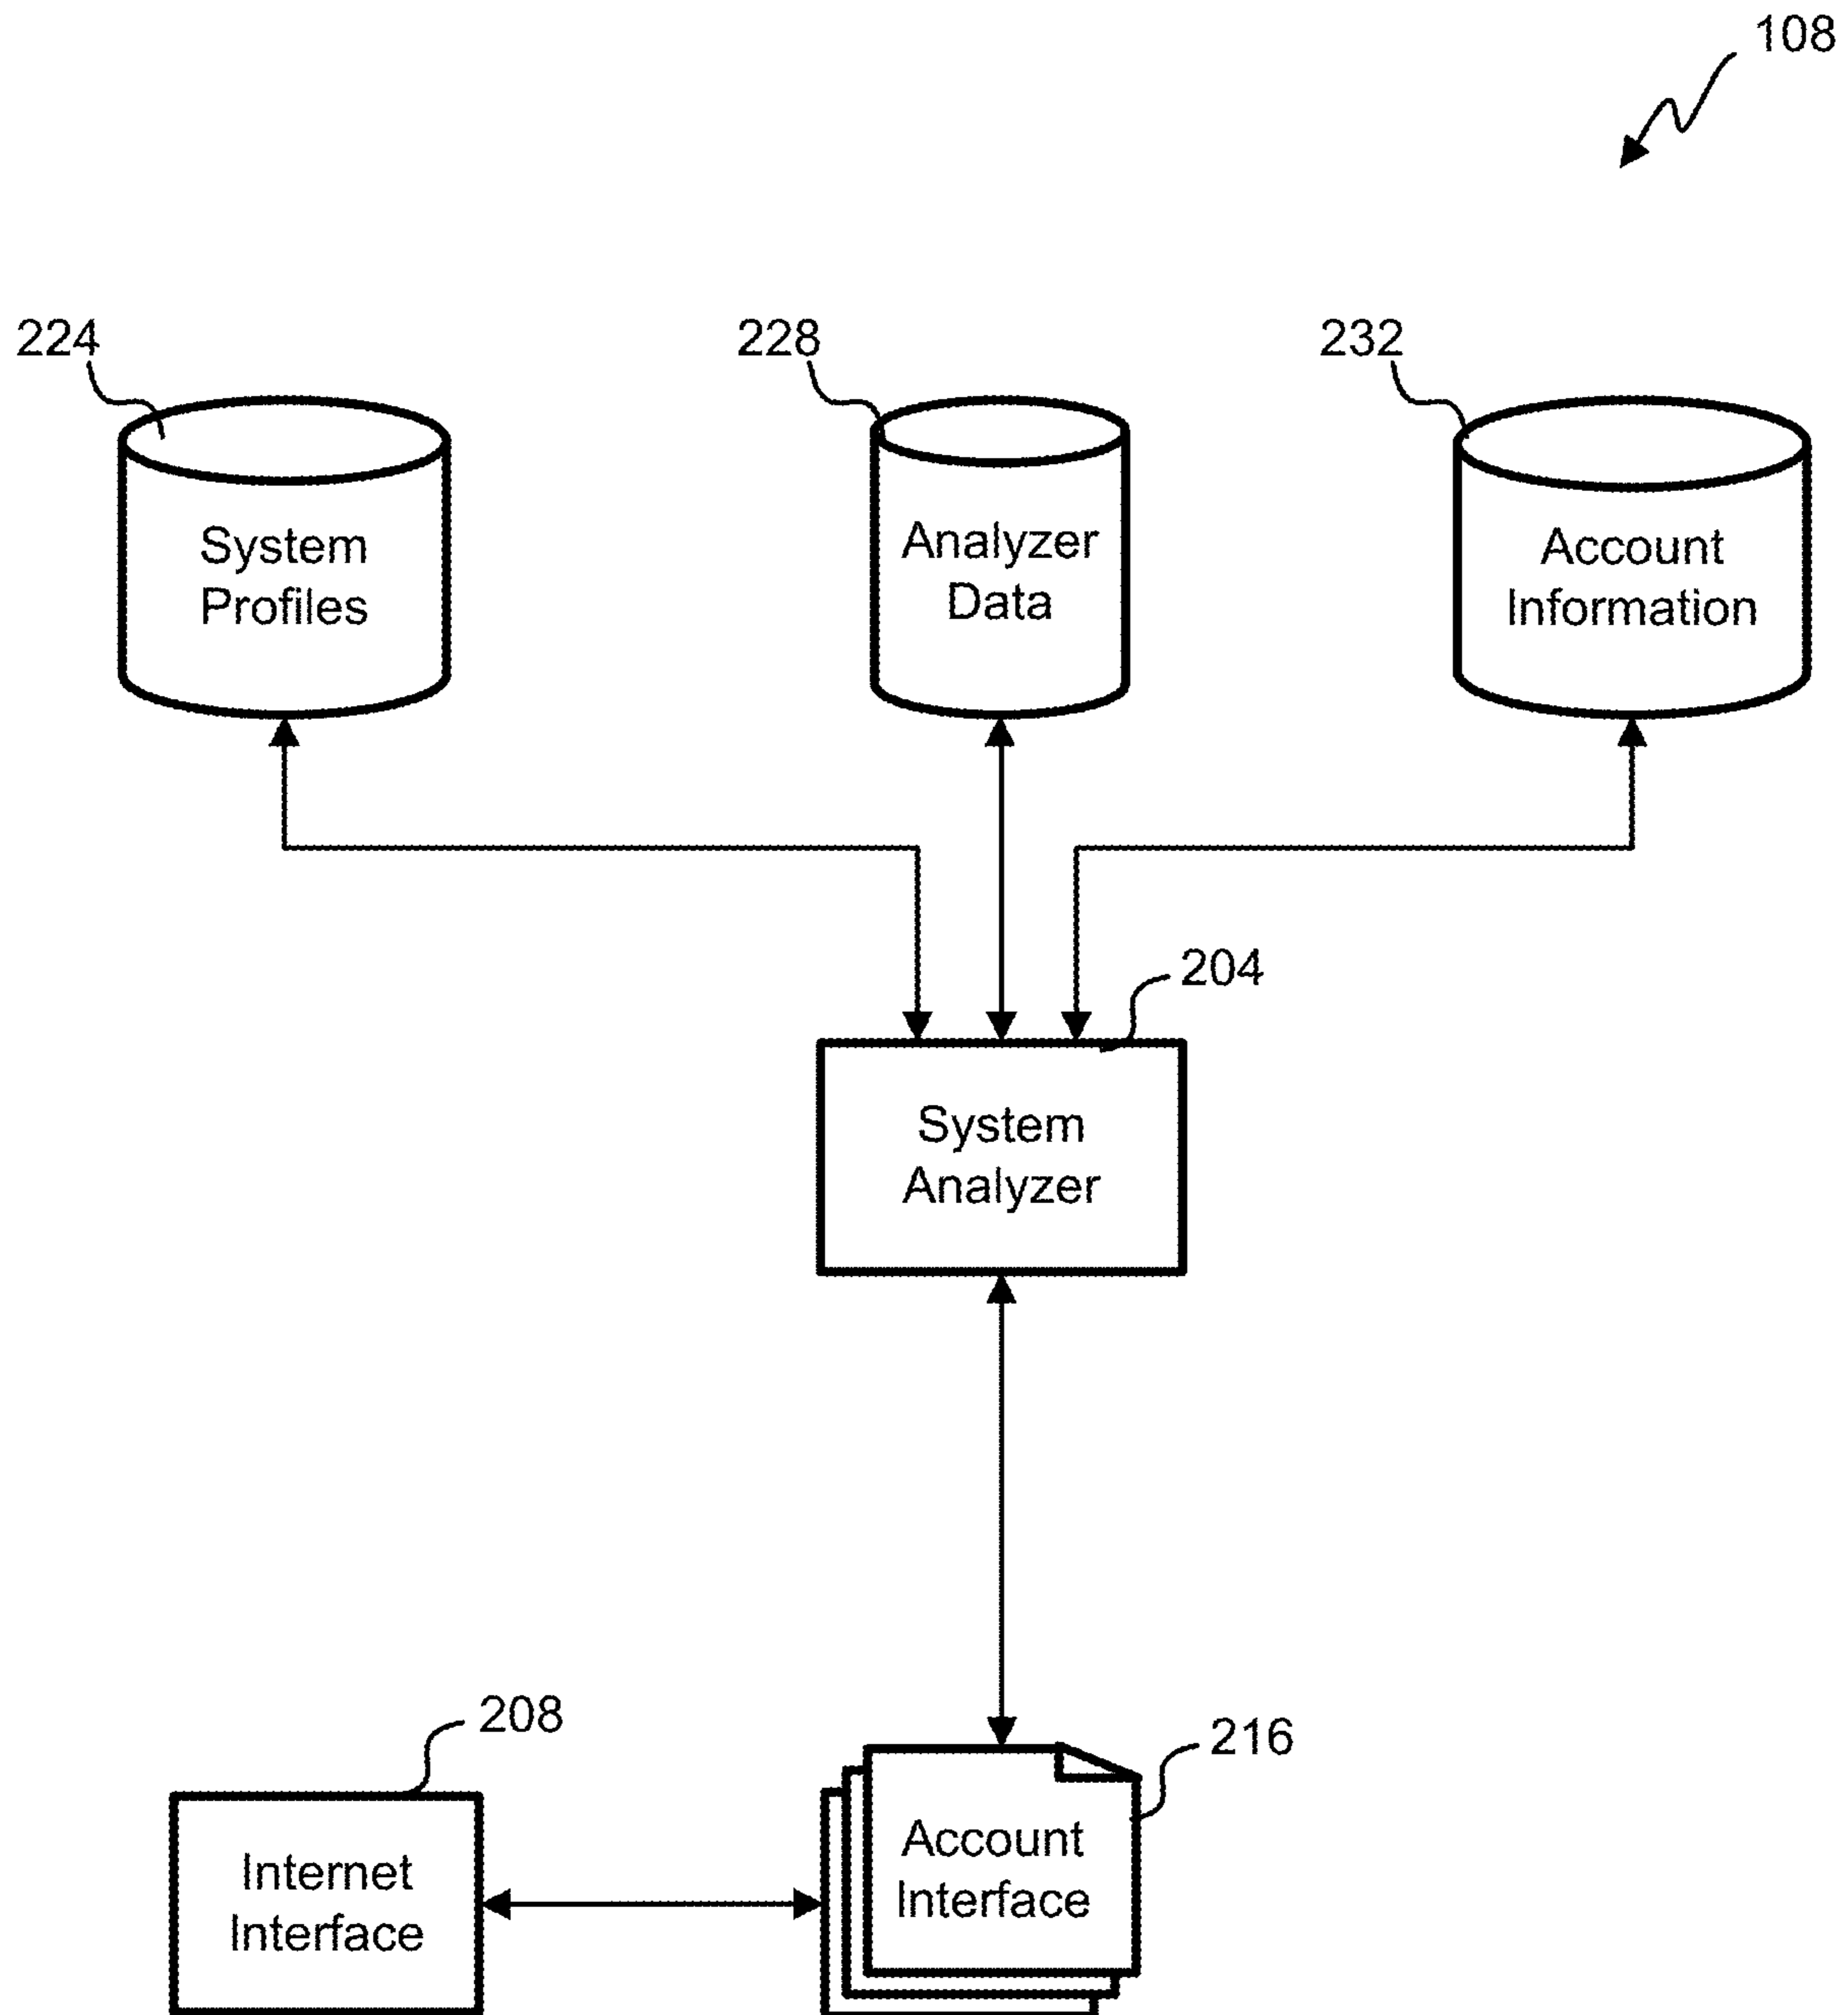 108
224
228
232
System
Profiles
Analyzer
Data
Account
Information
204
System
Analyzer
208
216
Internet
Interface
Account
Interface